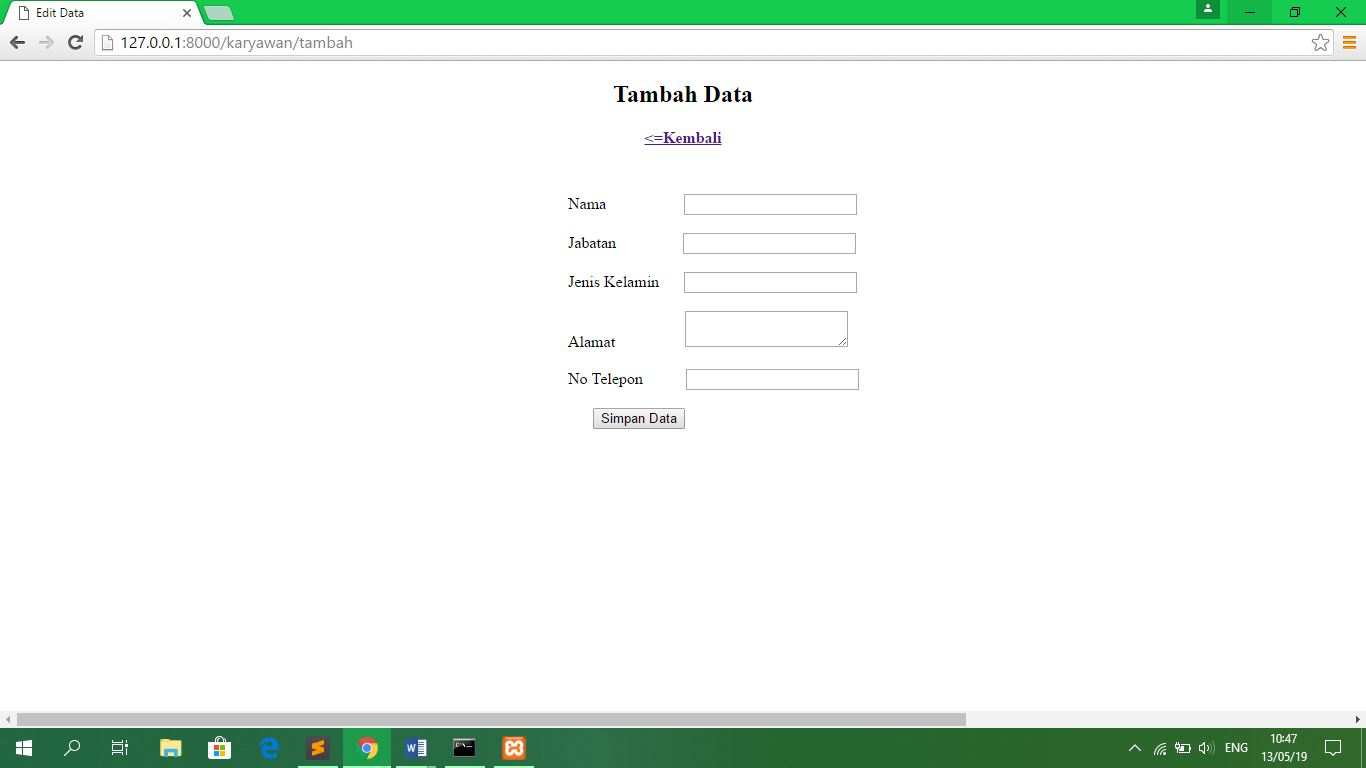 Edit Data
127.0.0.1:8000/karyawan/tambah
Tambah Data
<=Kembali
Nama
Jabatan
Jenis Kelamin
Alamat
No Telepon
Simpan Data
ENG
10:47
13/05/19